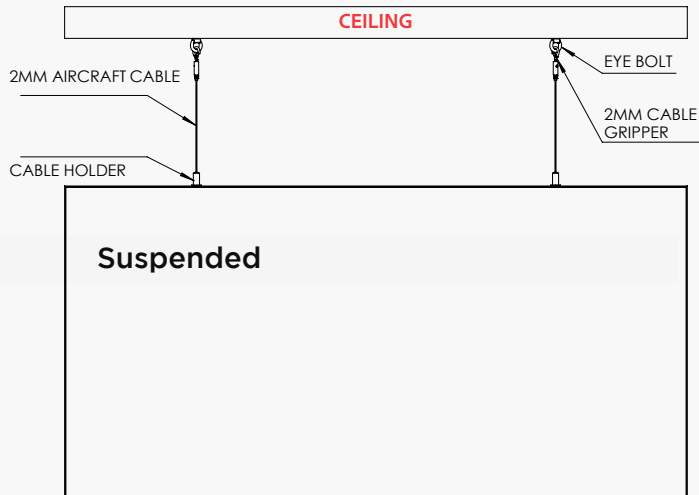 CEILING
EYE BOLT
2MM AIRCRAFT CABLE
2MM CABLE
GRIPPER
CABLE HOLDER
Suspended